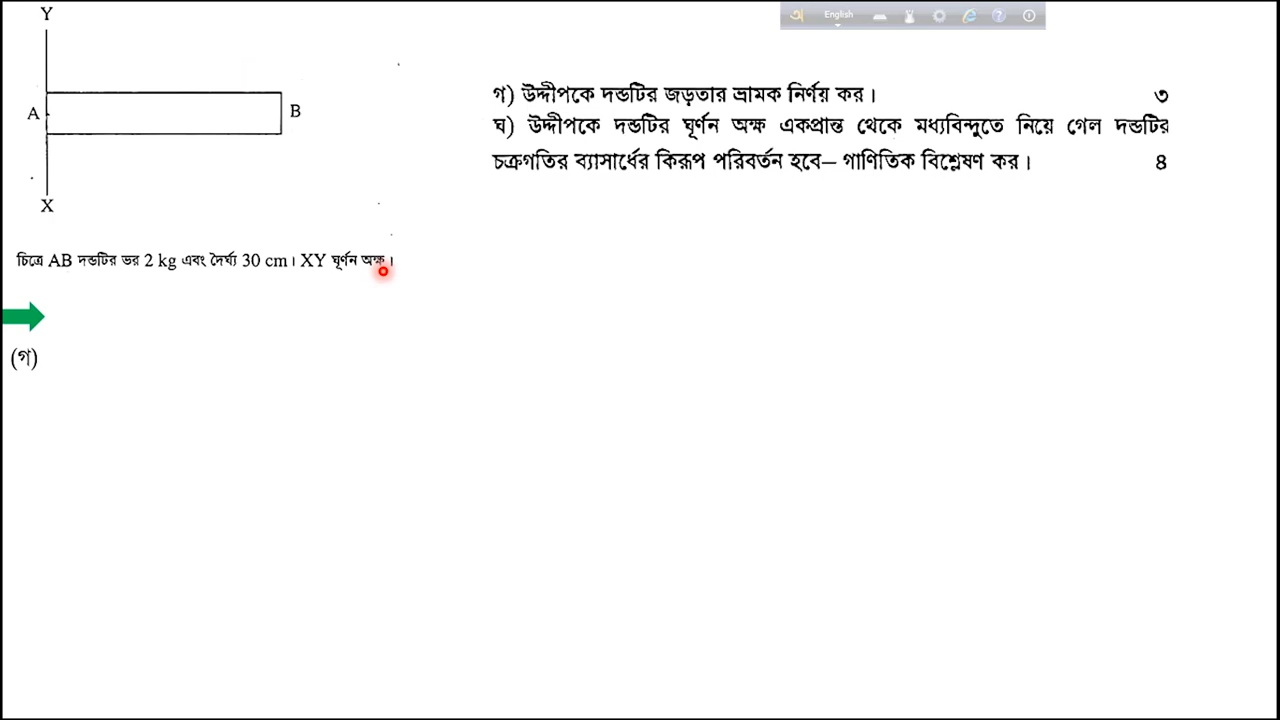 English
Y
A
B
X
গ) উদ্দীপকে দন্ডটির জড়তার ভ্রামক নির্ণয় কর। ৩
ঘ) উদ্দীপকে দন্ডটির ঘূর্ণন অক্ষ একপ্রান্ত থেকে মধ্যবিন্দুতে নিয়ে গেল দন্ডটির
চক্রগতির ব্যাসার্ধের কিরূপ পরিবর্তন হবে– গাণিতিক বিশ্লেষণ কর। 8
চিত্রে AB দন্ডটির ভর 2 kg এবং দৈর্ঘ্য 30 cm। XY ঘূর্ণন অক্ষ।
(গ)